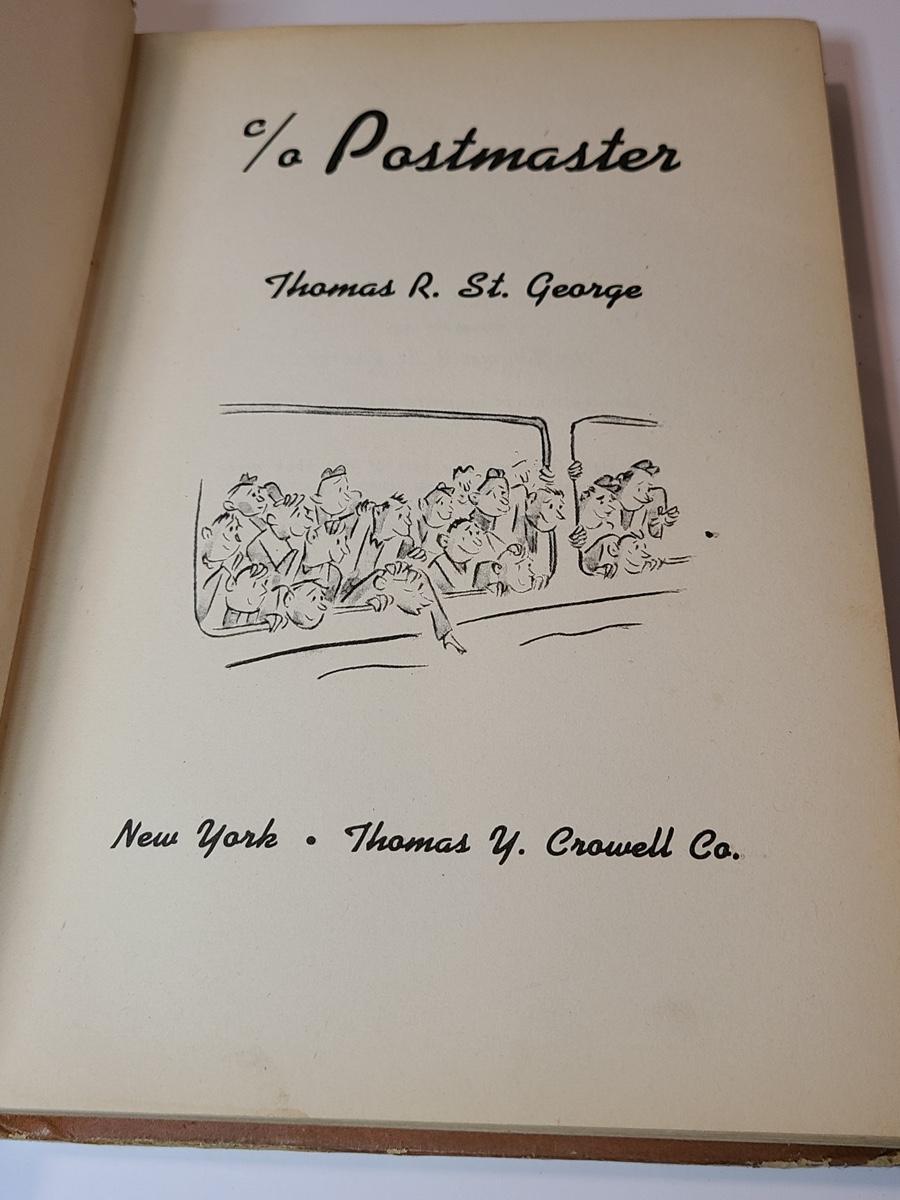 c/o Postmaster
Thomas R. St. George
New York • Thomas Y. Crowell Co.